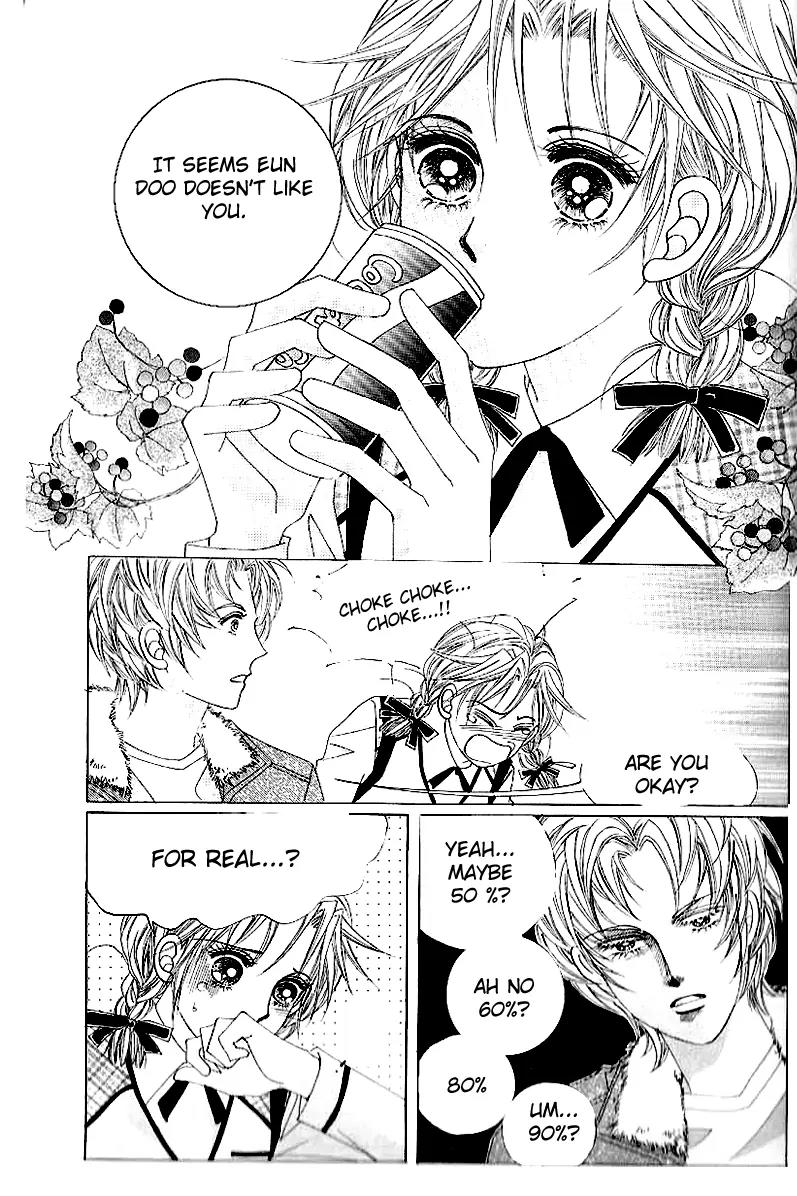 IT SEEMS EUN
DOO DOESN'T LIKE
YOU.
CHOKE CHOKE...
CHOKE...!!
ARE YOU
OKAY?
FOR REAL...?
YEAH...
MAYBE
50 %?
AH NO
60%?
80%
UM...
90%?